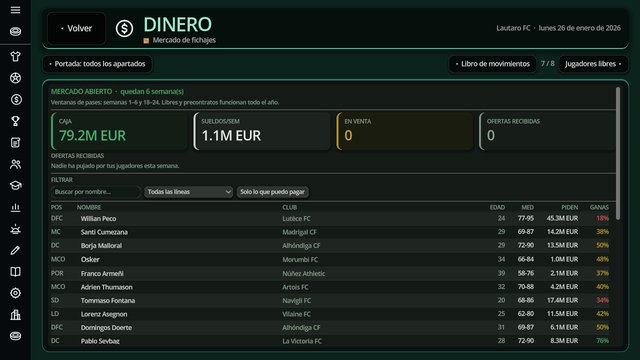 • Volver
DINERO
Mercado de fichajes
Lautaro FC · lunes 26 de enero de 2026
• Portada: todos los apartados
• Libro de movimientos
7 / 8
Jugadores libres •
MERCADO ABIERTO · quedan 6 semana(s)
Ventanas de pases: semanas 1–6 y 18–24. Libres y precontratos funcionan todo el año.
CAJA
79.2M EUR
SUELDOS/SEM
1.1M EUR
EN VENTA
0
OFERTAS RECIBIDAS
0
OFERTAS RECIBIDAS
Nadie ha pujado por tus jugadores esta semana.
FILTRAR
Buscar por nombre...
Todas las líneas
Solo lo que puedo pagar
POS NOMBRE CLUB EDAD MED PIDEN GANAS
DFC Willian Peco Lutèce FC 24 77-95 45.3M EUR 18%
MC Santi Cumezana Madrigal CF 29 69-87 14.2M EUR 38%
DC Borja Malloral Alhóndiga CF 29 72-90 13.5M EUR 50%
MCO Osker Morumbi FC 34 66-84 1.0M EUR 48%
POR Franco Armeñi Núñez Athletic 39 58-76 2.1M EUR 37%
MCO Adrien Thumason Artois FC 32 70-88 4.2M EUR 40%
SD Tommaso Fontana Navigli FC 20 68-86 17.4M EUR 34%
LD Lorenz Asegnon Vilaine FC 25 62-80 11.5M EUR 42%
DFC Domingos Doerte Alhóndiga CF 31 69-87 6.1M EUR 50%
DC Pablo Sevbag La Victoria FC 28 72-90 8.3M EUR 76%